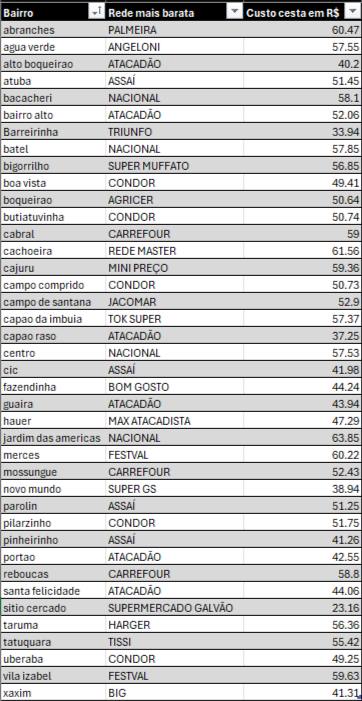 Bairro Rede mais barata Custo cesta em R$
abranches PALMEIRA 60.47
agua verde ANGELONI 57.55
alto boqueirao ATACADÃO 40.2
atuba ASSAÍ 51.45
bacacheri NACIONAL 58.1
bairro alto ATACADÃO 52.06
Barreirinha TRIUNFO 33.94
batel NACIONAL 57.85
bigorrilho SUPER MUFFATO 56.85
boa vista CONDOR 49.41
boqueirao AGRICER 50.64
butiatuvinha CONDOR 50.74
cabral CARREFOUR 59
cachoeira REDE MASTER 61.56
cajuru MINI PREÇO 59.36
campo comprido CONDOR 50.73
campo de santana JACOMAR 52.9
capao da imbuia TOK SUPER 57.37
capao raso ATACADÃO 37.25
centro NACIONAL 57.53
cic ASSAÍ 41.98
fazendinha BOM GOSTO 44.24
guaira ATACADÃO 43.94
hauer MAX ATACADISTA 47.29
jardim das americas NACIONAL 63.85
merces FESTVAL 60.22
mossungue CARREFOUR 52.43
novo mundo SUPER GS 38.94
parolin ASSAÍ 51.25
pilarzinho CONDOR 51.75
pinheirinho ASSAÍ 41.26
portao ATACADÃO 42.55
reboucas CARREFOUR 58.8
santa felicidade ATACADÃO 44.06
sitio cercado SUPERMERCADO GALVÃO 23.16
taruma HARGER 56.36
tatuquara TISSI 55.42
uberaba CONDOR 49.25
vila izabel FESTVAL 59.63
xaxim BIG 41.31